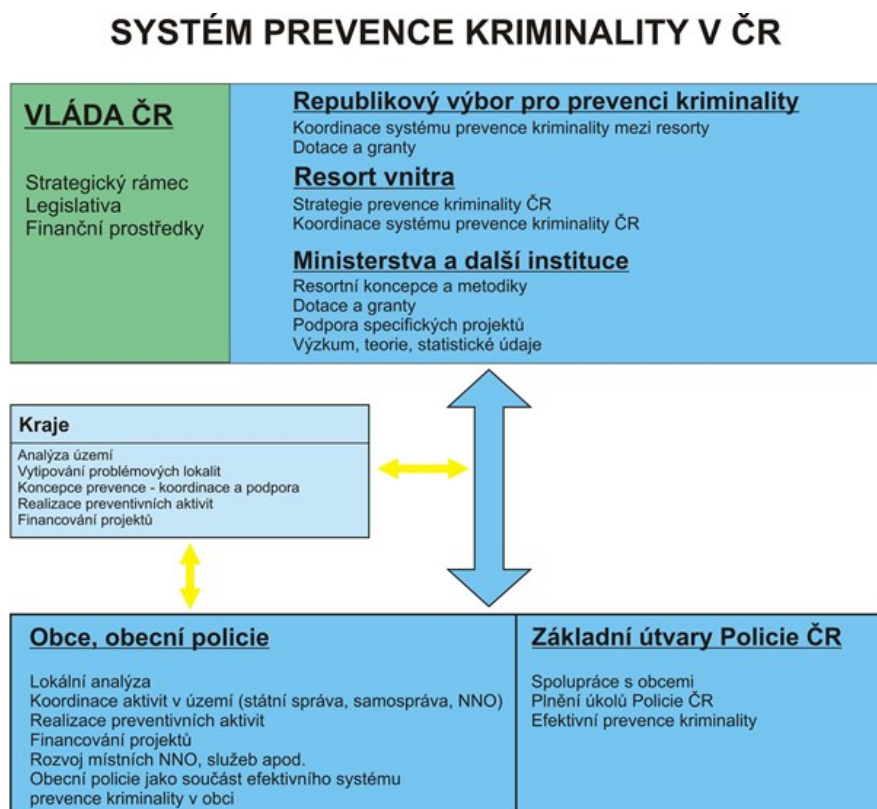 SYSTÉM PREVENCE KRIMINALITY V ČR
VLÁDA ČR
Strategický rámec
Legislativa
Finanční prostředky
Republikový výbor pro prevenci kriminality
Koordinace systému prevence kriminality mezi resorty
Dotace a granty
Resort vnitra
Strategie prevence kriminality ČR
Koordinace systému prevence kriminality ČR
Ministerstva a další instituce
Resortní koncepce a metodiky
Dotace a granty
Podpora specifických projektů
Výzkum, teorie, statistické údaje
Kraje
Analýza území
Vytipování problémových lokalit
Koncepce prevence - koordinace a podpora
Realizace preventivních aktivit
Financování projektů
Obce, obecní policie
Lokální analýza
Koordinace aktivit v území (státní správa, samospráva, NNO)
Realizace preventivních aktivit
Financování projektů
Rozvoj místních NNO, služeb apod.
Obecní policie jako součást efektivního systému
prevence kriminality v obci
Základní útvary Policie ČR
Spolupráce s obcemi
Plnění úkolů Policie ČR
Efektivní prevence kriminality